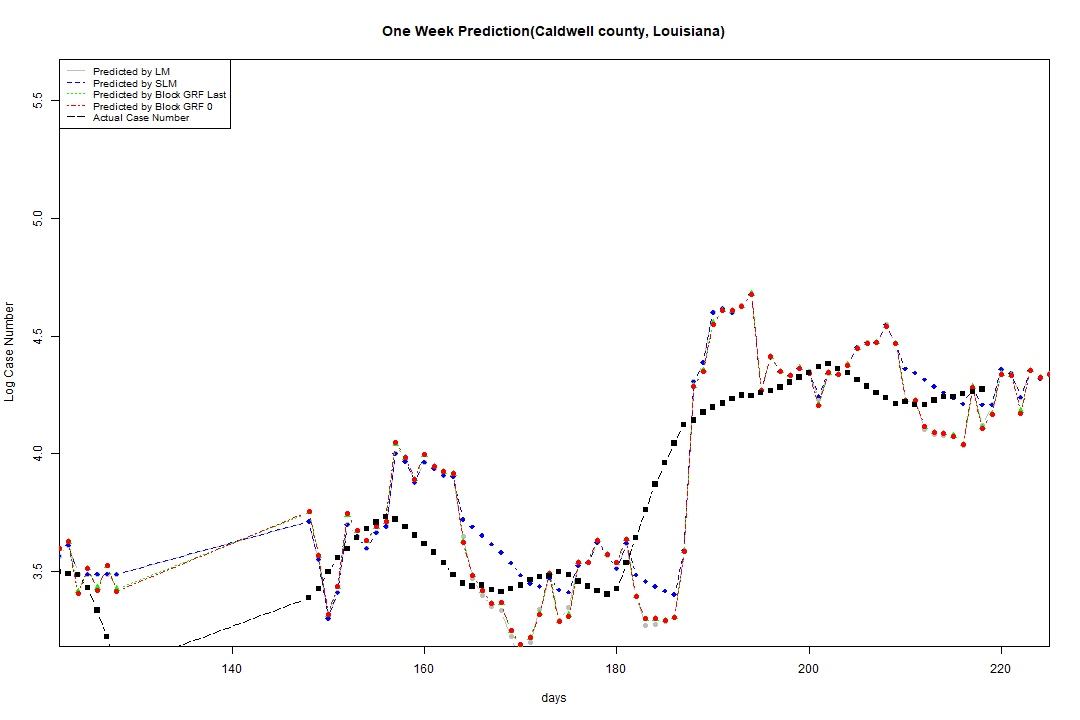 One Week Prediction(Caldwell county, Louisiana)
Predicted by LM
Predicted by SLM
Predicted by Block GRF Last
Predicted by Block GRF 0
Actual Case Number
5.5
5.0
4.5
4.0
3.5
Log Case Number
140 160 180 200 220
days